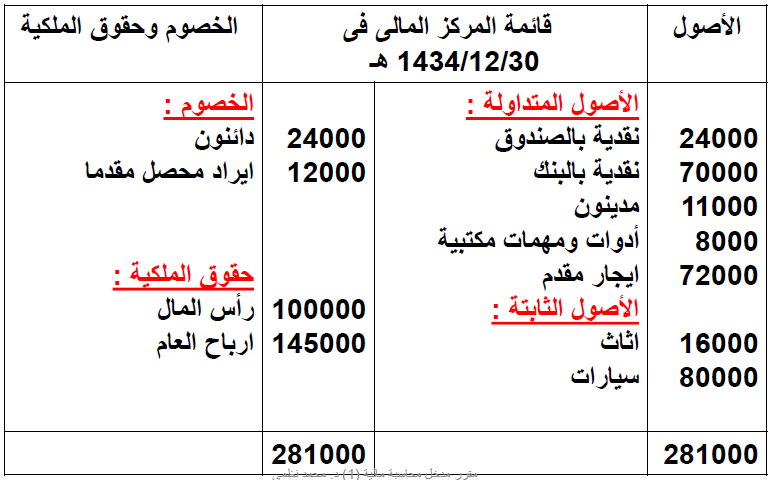 الأصول قائمة المركز المالى فى الخصوم وحقوق الملكية
1434/12/30 هـ
الأصول المتداولة : الخصوم :
24000 نقدية بالصندوق 24000 دائنون
70000 نقدية بالبنك 12000 ايراد محصل مقدما
11000 مدينون
8000 أدوات ومهمات مكتبية
72000 ايجار مقدم حقوق الملكية :
الأصول الثابتة : 100000 رأس المال
16000 اثاث 145000 ارباح العام
80000 سيارات
281000 281000
مقرر مدخل محاسبة مالية (1) د. محمد